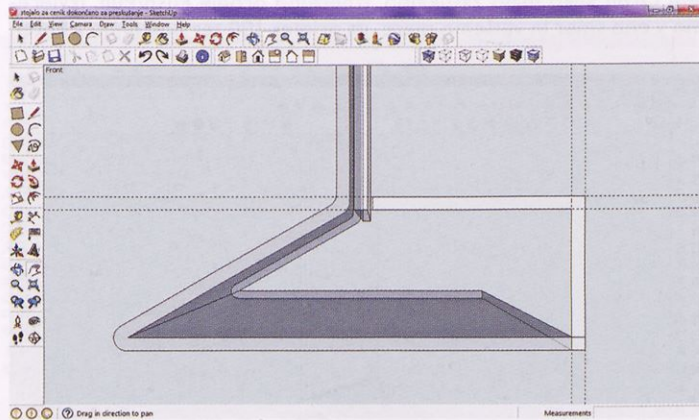 stojalo za cenik dokončano za preskušanje - SketchUp
File Edit View Camera Draw Tools Window Help
Front
Drag in direction to pan
Measurements